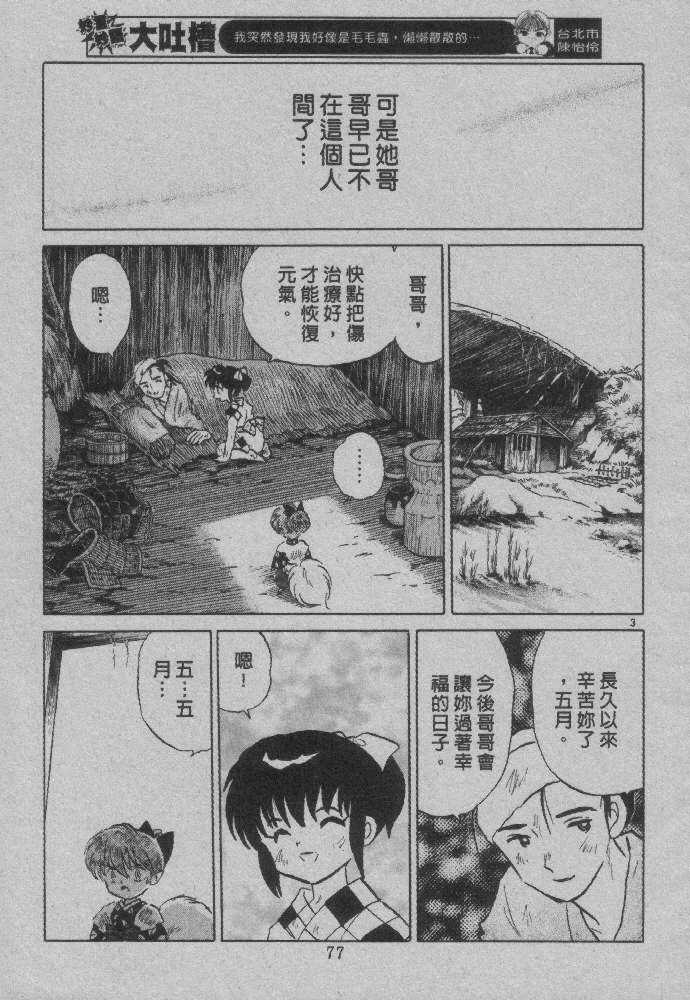 大吐槽
我突然發現我好像是毛毛蟲，懶懶散散的…
台北市
陳怡伶
可是她哥
哥早已不
在這個人
間了…
哥哥，
快點把傷
治療好，
才能恢復
元氣。
嗯…
……
3
長久以來
辛苦妳了
，五月。
今後哥哥會
讓妳過著幸
福的日子。
嗯！
五…五
月…
77